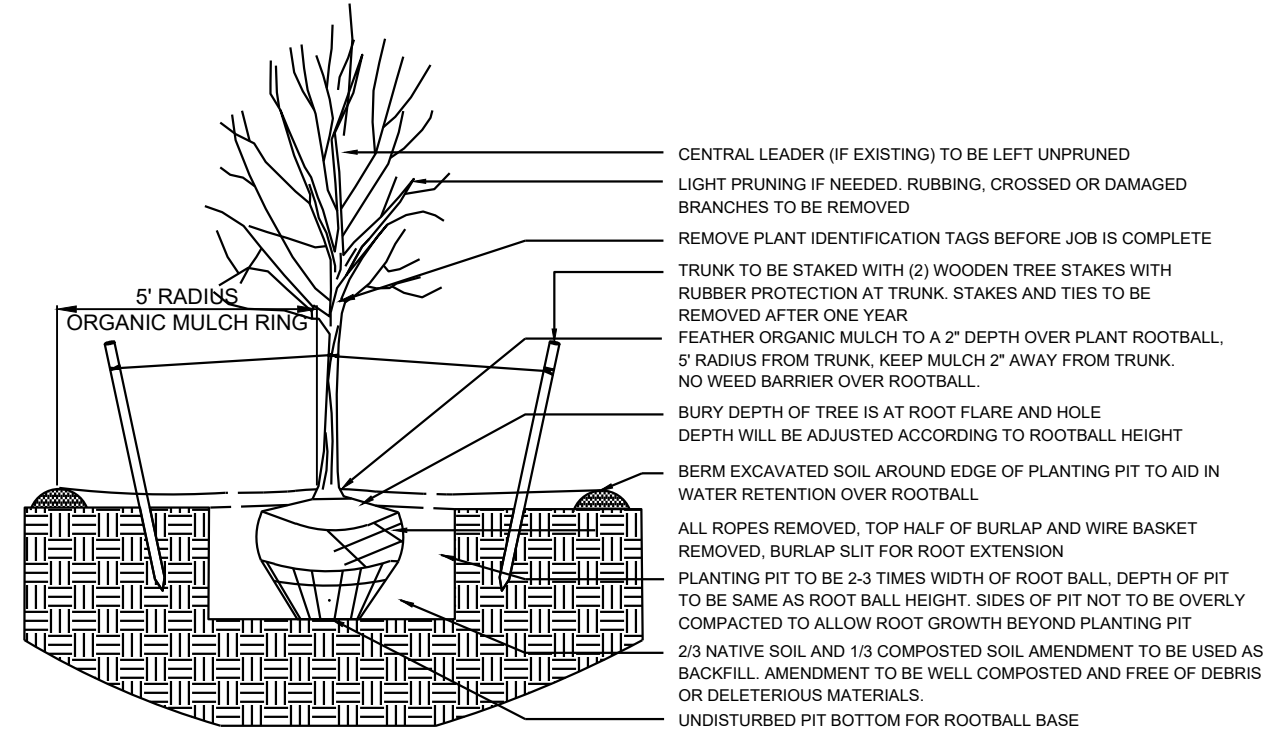 CENTRAL LEADER (IF EXISTING) TO BE LEFT UNPRUNED
LIGHT PRUNING IF NEEDED. RUBBING, CROSSED OR DAMAGED
BRANCHES TO BE REMOVED
REMOVE PLANT IDENTIFICATION TAGS BEFORE JOB IS COMPLETE
5' RADIUS
ORGANIC MULCH RING
TRUNK TO BE STAKED WITH (2) WOODEN TREE STAKES WITH
RUBBER PROTECTION AT TRUNK. STAKES AND TIES TO BE
REMOVED AFTER ONE YEAR
FEATHER ORGANIC MULCH TO A 2" DEPTH OVER PLANT ROOTBALL,
5' RADIUS FROM TRUNK, KEEP MULCH 2" AWAY FROM TRUNK.
NO WEED BARRIER OVER ROOTBALL.
BURY DEPTH OF TREE IS AT ROOT FLARE AND HOLE
DEPTH WILL BE ADJUSTED ACCORDING TO ROOTBALL HEIGHT
BERM EXCAVATED SOIL AROUND EDGE OF PLANTING PIT TO AID IN
WATER RETENTION OVER ROOTBALL
ALL ROPES REMOVED, TOP HALF OF BURLAP AND WIRE BASKET
REMOVED, BURLAP SLIT FOR ROOT EXTENSION
PLANTING PIT TO BE 2-3 TIMES WIDTH OF ROOT BALL, DEPTH OF PIT
TO BE SAME AS ROOT BALL HEIGHT. SIDES OF PIT NOT TO BE OVERLY
COMPACTED TO ALLOW ROOT GROWTH BEYOND PLANTING PIT
2/3 NATIVE SOIL AND 1/3 COMPOSTED SOIL AMENDMENT TO BE USED AS
BACKFILL. AMENDMENT TO BE WELL COMPOSTED AND FREE OF DEBRIS
OR DELETERIOUS MATERIALS.
UNDISTURBED PIT BOTTOM FOR ROOTBALL BASE